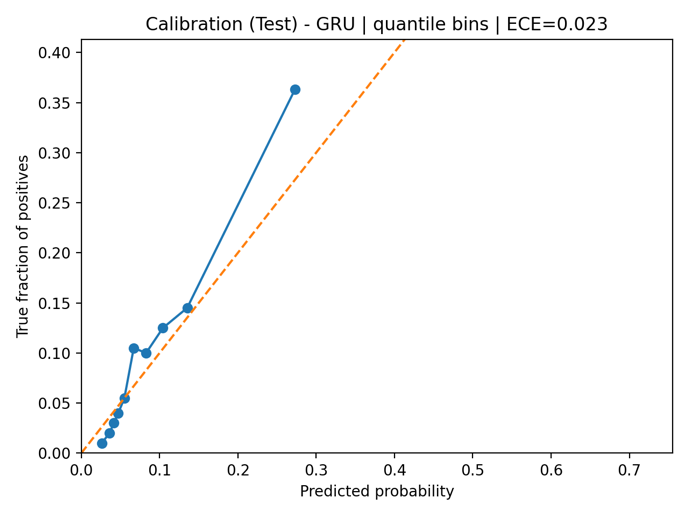 Calibration (Test) - GRU | quantile bins | ECE=0.023
True fraction of positives
0.40
0.35
0.30
0.25
0.20
0.15
0.10
0.05
0.00
0.0 0.1 0.2 0.3 0.4 0.5 0.6 0.7
Predicted probability